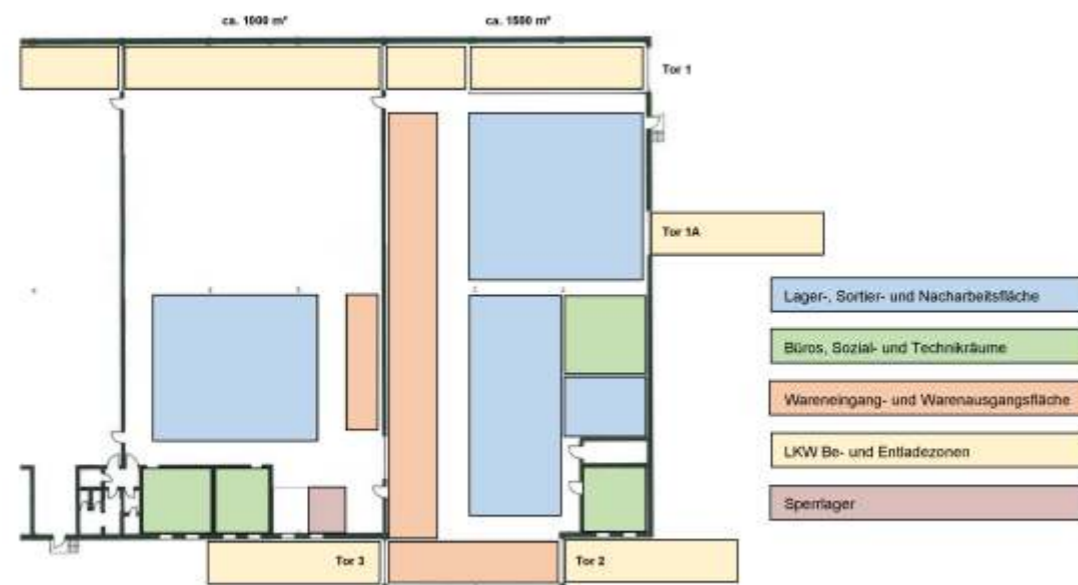 ca. 1000 m²
ca. 1500 m²
Tor 1
Tor 1A
Lager-, Sortier- und Nacharbeitsfläche
Büros, Sozial- und Technikräume
Wareneingang- und Warenausgangsfläche
LKW Be- und Entladezonen
Sperrlager
Tor 3
Tor 2